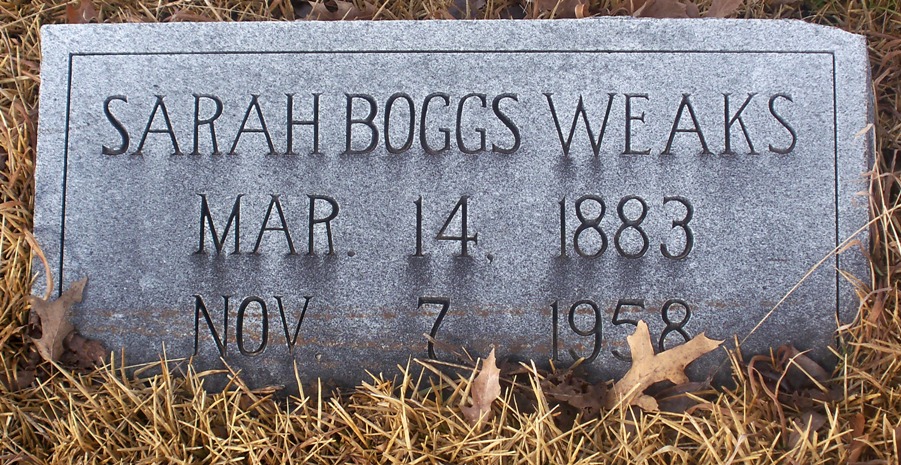 SARAH BOGGS WEAKS
MAR. 14, 1883
NOV 7 1958